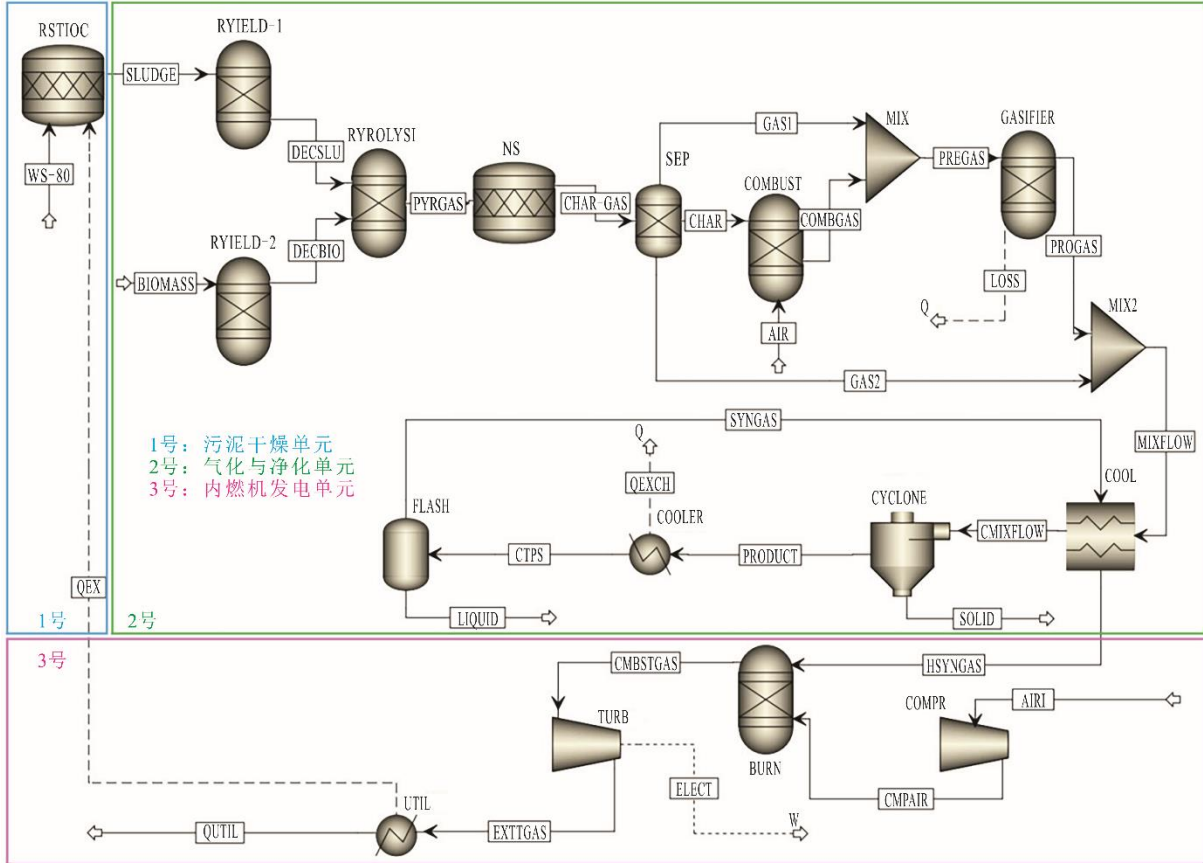 RSTIOC
SLUDGE
WS-80
RYIELD-1
DECSLU
RYROLYSI
RYIELD-2
BIOMASS
DECBIO
PYRGAS
NS
CHAR-GAS
SEP
GAS1
CHAR
COMBUST
COMBGAS
AIR
MIX
PREGAS
GASIFIER
LOSS
Q
PROGAS
MIX2
GAS2
MIXFLOW
SYNGAS
COOL
CMIXFLOW
CYCLONE
SOLID
PRODUCT
COOLER
QEXCH
Q
CTPS
FLASH
LIQUID
1号：污泥干燥单元
2号：气化与净化单元
3号：内燃机发电单元
QEX
1号
2号
3号
HSYNGAS
AIR1
COMPR
CMPAIR
BURN
CMBSTGAS
TURB
ELECT
W
EXTTGAS
UTIL
QUTIL